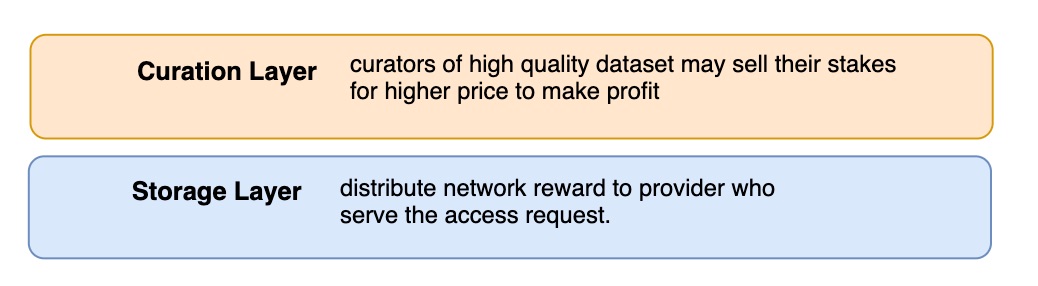 Curation Layer
curators of high quality dataset may sell their stakes
for higher price to make profit
Storage Layer
distribute network reward to provider who
serve the access request.